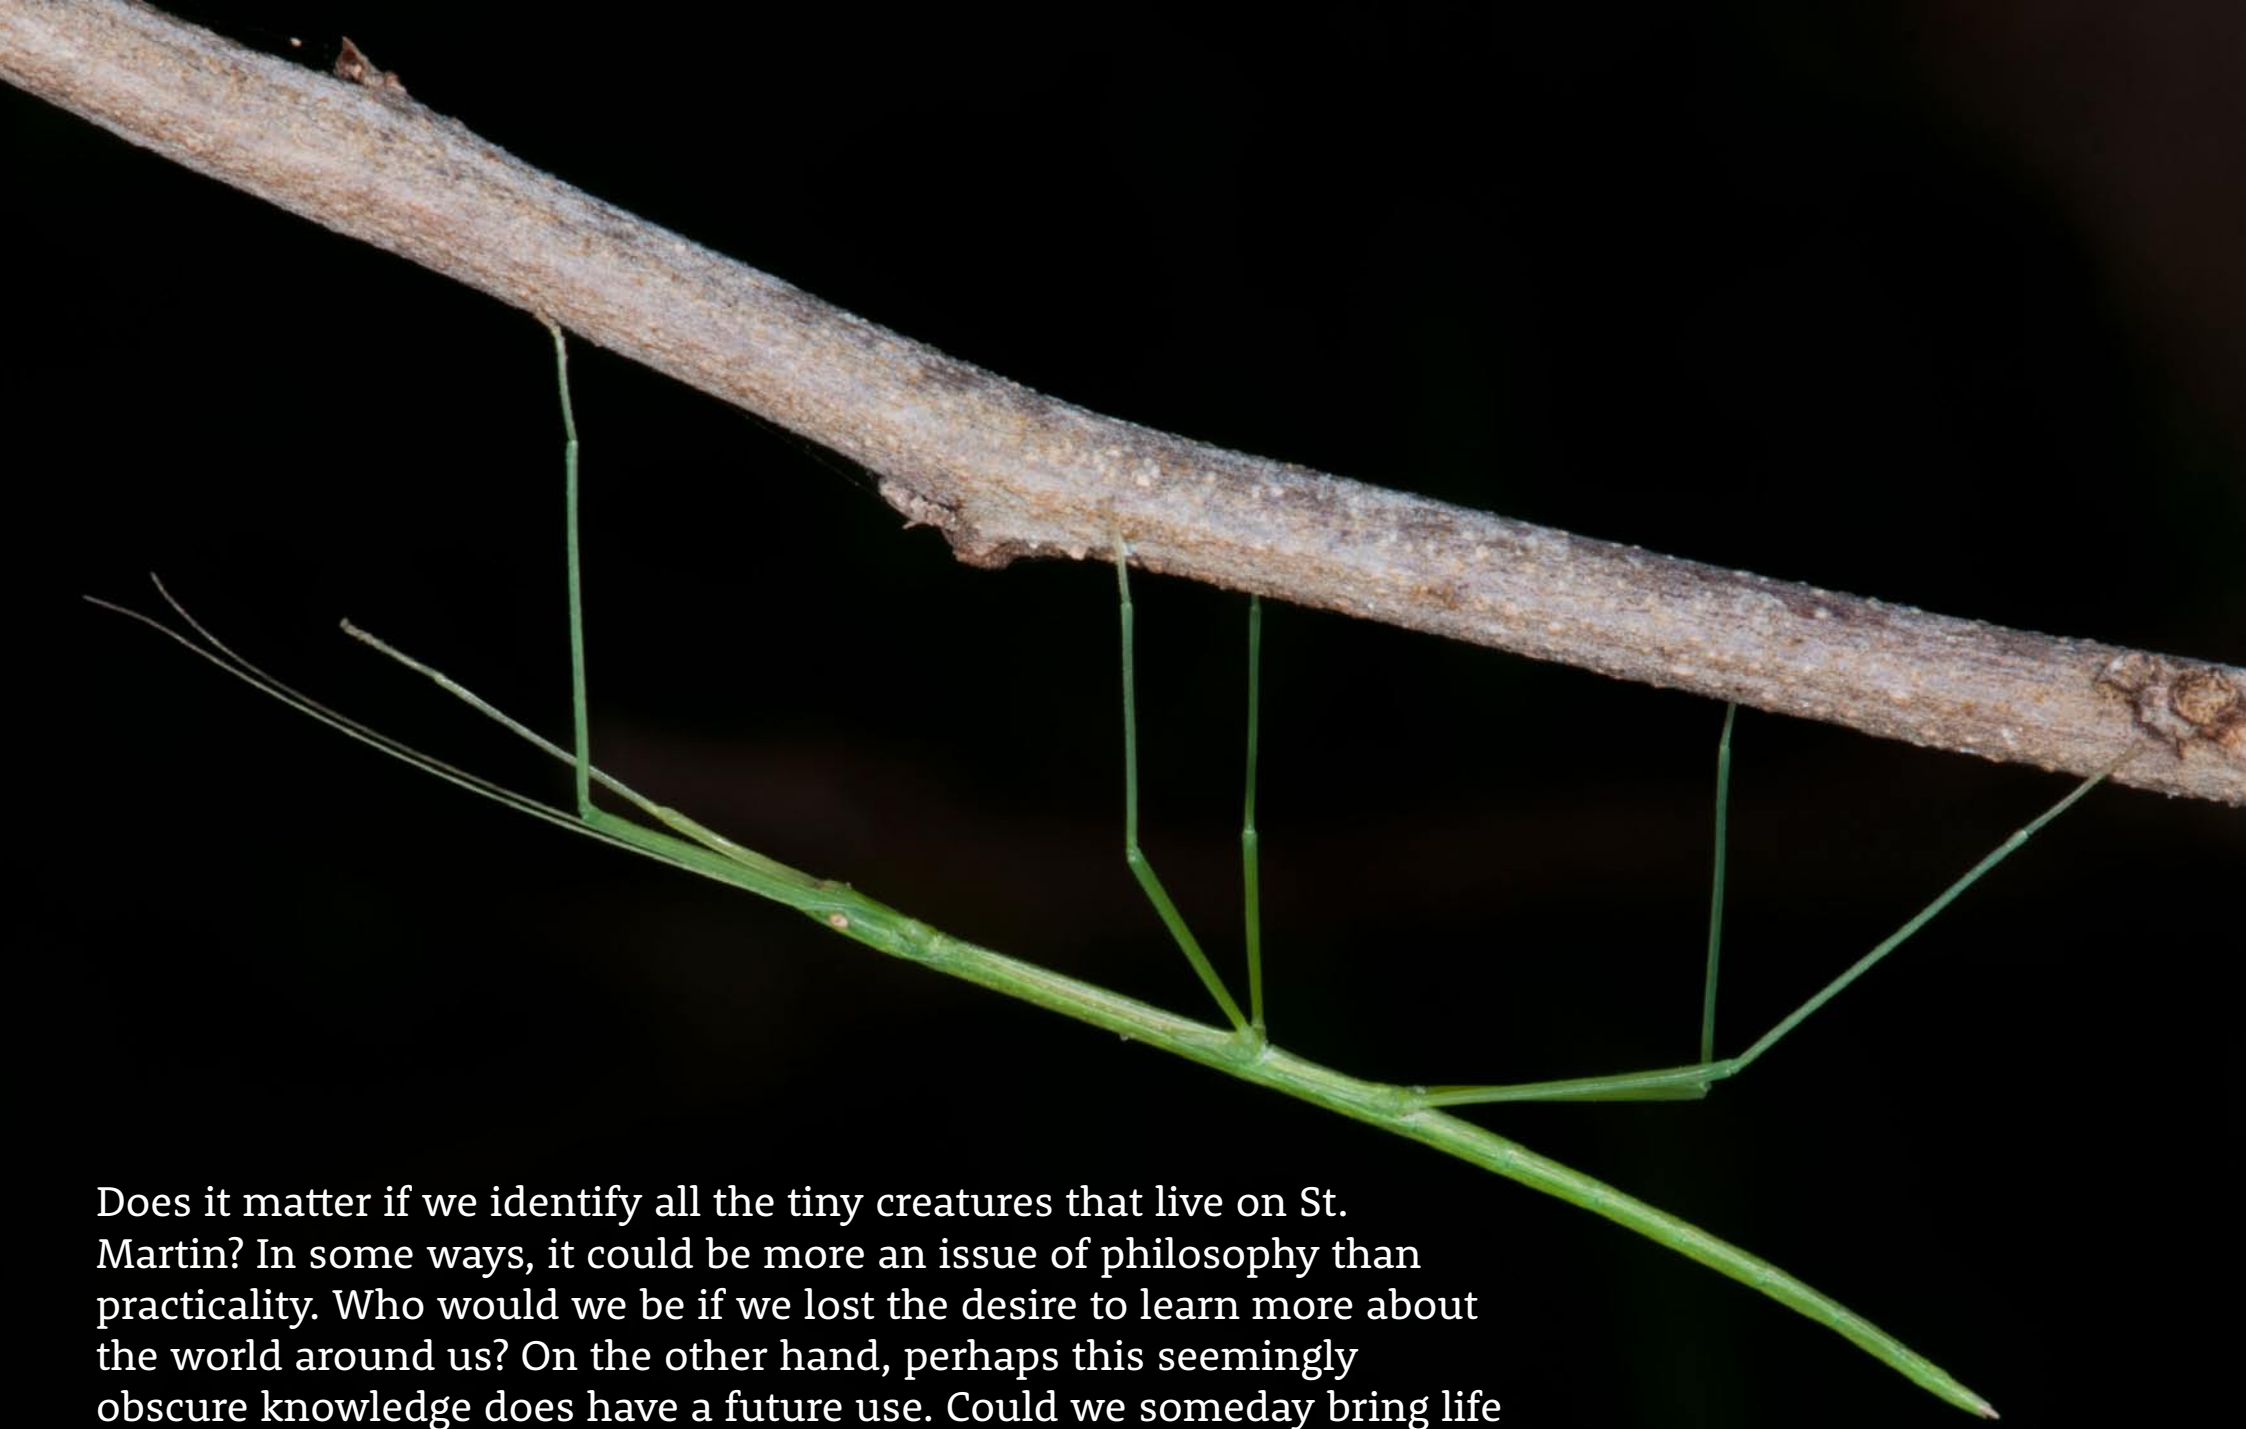 Does it matter if we identify all the tiny creatures that live on St.
Martin? In some ways, it could be more an issue of philosophy than
practicality. Who would we be if we lost the desire to learn more about
the world around us? On the other hand, perhaps this seemingly
obscure knowledge does have a future use. Could we someday bring life